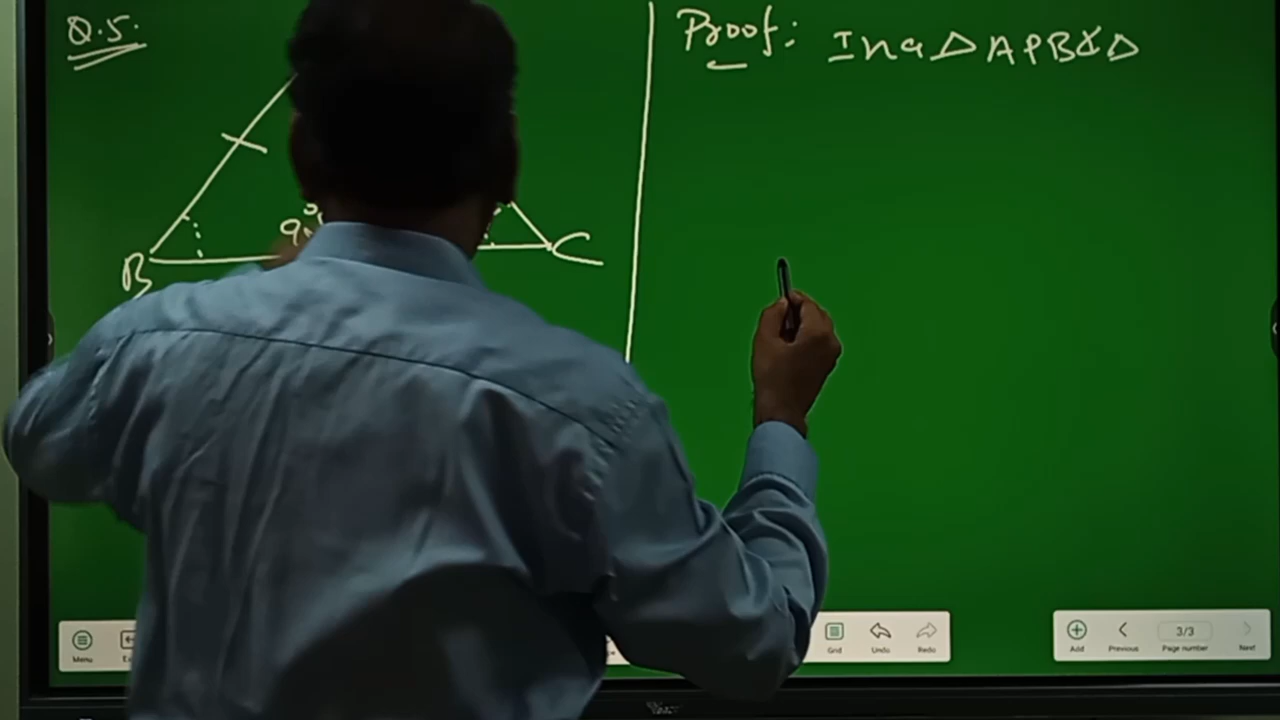 Q.5.
Proof: In a △ APB & △
90
B
C
Menu
Grid
Undo
Redo
Add
Previous
3/3
Page number
Next